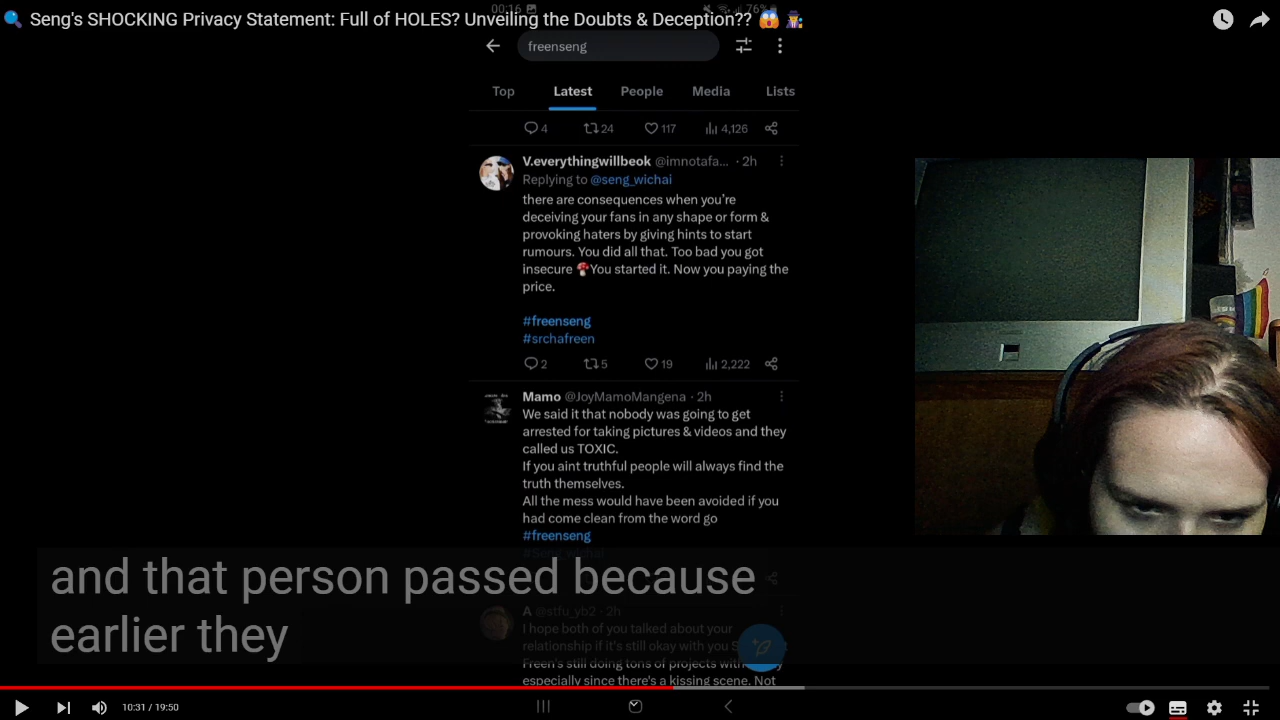 🔍 Seng's SHOCKING Privacy Statement: Full of HOLES? Unveiling the Doubts & Deception?? 😱 🕵️‍♀️
00:16 76%
freenseng
Top Latest People Media Lists
4 24 117 4,126
V.everythingwillbeok @imnotafa... · 2h
Replying to @seng_wichai
there are consequences when you're
deceiving your fans in any shape or form &
provoking haters by giving hints to start
rumours. You did all that. Too bad you got
insecure 🍄You started it. Now you paying the
price.
#freenseng
#srchafreen
2 5 19 2,222
Mamo @JoyMamoMangena · 2h
We said it that nobody was going to get
arrested for taking pictures & videos and they
called us TOXIC.
If you aint truthful people will always find the
truth themselves.
All the mess would have been avoided if you
had come clean from the word go
#freenseng
#Seng_wichai
and that person passed because
earlier they
A @stfu_yb2 · 2h
I hope both of you talked about your
relationship if it's still okay with you S
Freen's still doing tons of projects with
especially since there's a kissing scene. Not
10:31 / 19:50